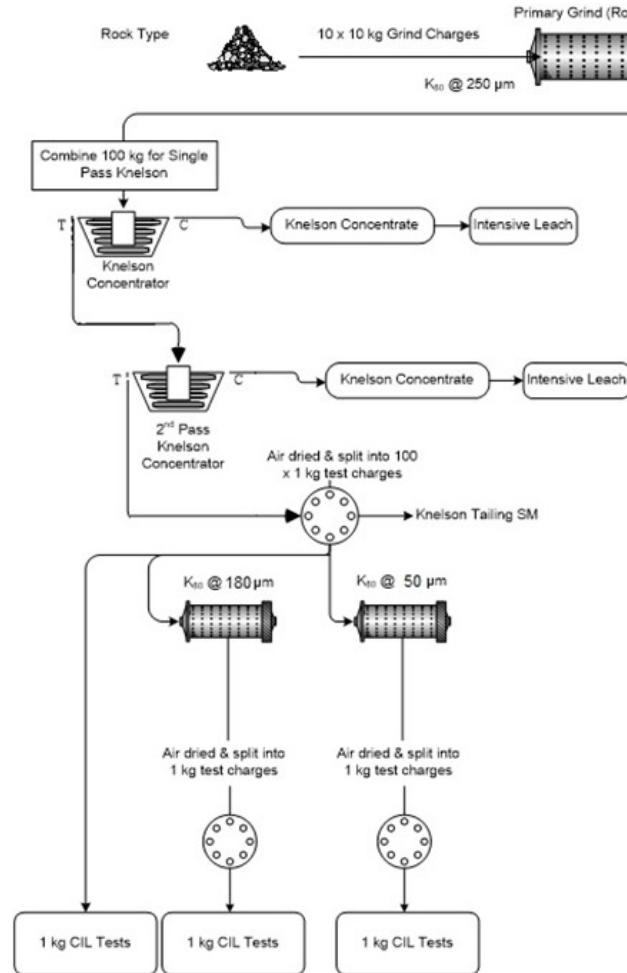 Primary Grind (Ro
Rock Type
10 x 10 kg Grind Charges
K₈₀ @ 250 µm
Combine 100 kg for Single
Pass Knelson
T
C
Knelson
Concentrator
Knelson Concentrate
Intensive Leach
T
C
2nd Pass
Knelson
Concentrator
Knelson Concentrate
Intensive Leach
Air dried & split into 100
x 1 kg test charges
Knelson Tailing SM
K₈₀ @ 180 µm
K₈₀ @ 50 µm
Air dried & split into
1 kg test charges
Air dried & split into
1 kg test charges
1 kg CIL Tests
1 kg CIL Tests
1 kg CIL Tests